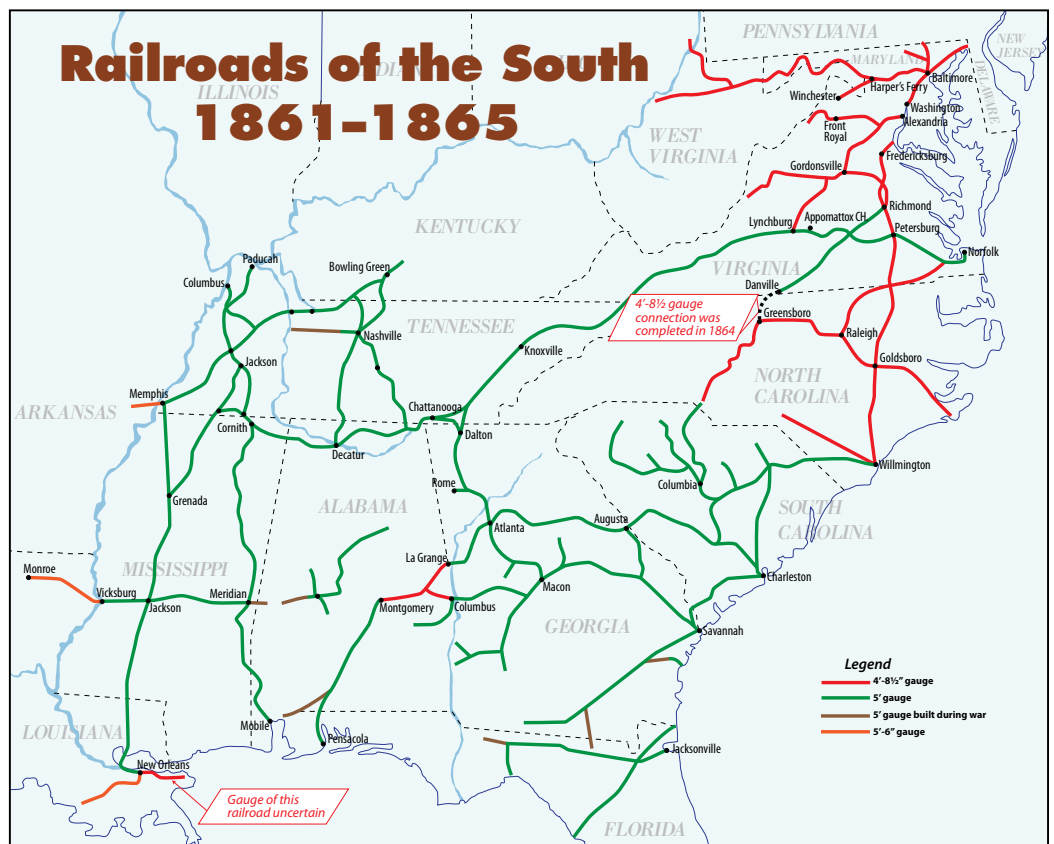 Railroads of the South
1861–1865
PENNSYLVANIA
NEW
JERSEY
MARYLAND
DELAWARE
INDIANA
ILLINOIS
WEST
VIRGINIA
KENTUCKY
VIRGINIA
TENNESSEE
NORTH
CAROLINA
ARKANSAS
ALABAMA
SOUTH
CAROLINA
MISSISSIPPI
GEORGIA
LOUISIANA
FLORIDA
Baltimore
Harper's Ferry
Winchester
Washington
Alexandria
Front
Royal
Fredericksburg
Gordonsville
Richmond
Lynchburg
Appomattox CH
Petersburg
Norfolk
Danville
4'-8½ gauge
connection was
completed in 1864
Greensboro
Raleigh
Goldsboro
Paducah
Columbus
Bowling Green
Nashville
Jackson
Knoxville
Memphis
Chattanooga
Cornith
Dalton
Decatur
Willmington
Rome
Columbia
Grenada
Atlanta
Augusta
La Grange
Monroe
Vicksburg
Jackson
Meridian
Montgomery
Columbus
Macon
Charleston
Savannah
Mobile
Pensacola
Jacksonville
New Orleans
Gauge of this
railroad uncertain
Legend
4'-8½" gauge
5' gauge
5' gauge built during war
5'-6" gauge